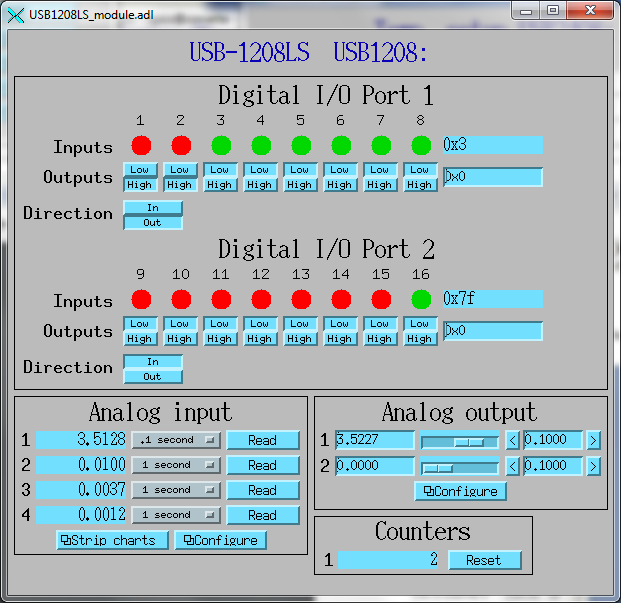 USB1208LS_module.adl
USB-1208LS USB1208:
Digital I/O Port 1
1 2 3 4 5 6 7 8
Inputs 0x3
Outputs Low Low Low Low Low Low Low Low 0x0
High High High High High High High High
Direction In
Out
Digital I/O Port 2
9 10 11 12 13 14 15 16
Inputs 0x7f
Outputs Low Low Low Low Low Low Low Low 0x0
High High High High High High High High
Direction In
Out
Analog input
1 3.5128 .1 second Read
2 0.0100 1 second Read
3 0.0037 1 second Read
4 0.0012 1 second Read
Strip charts Configure
Analog output
1 3.5227 < 0.1000 >
2 0.0000 < 0.1000 >
Configure
Counters
1 2 Reset